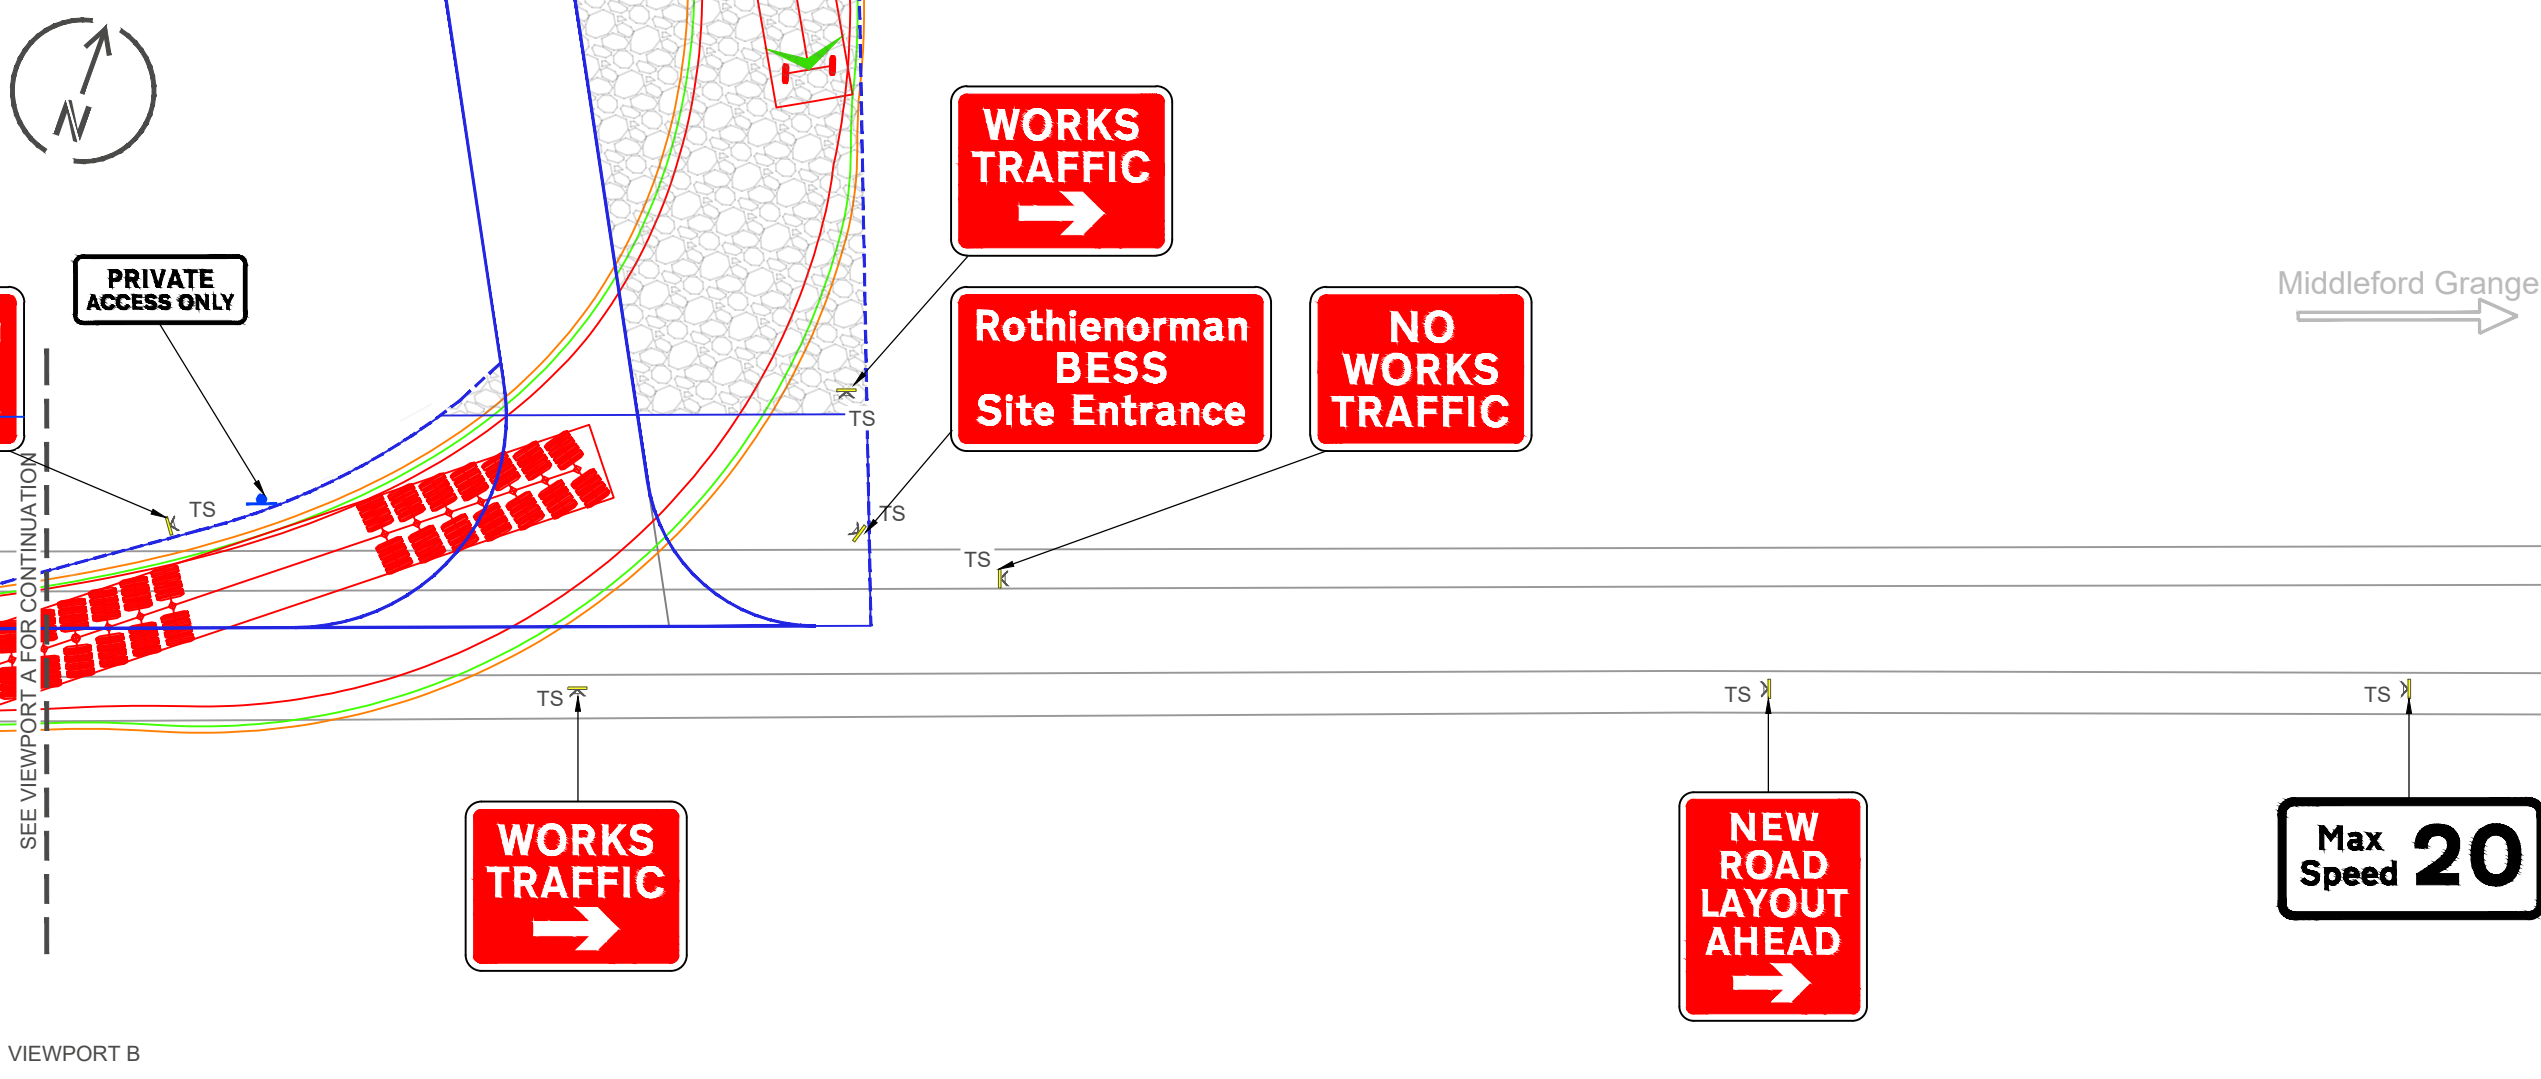 N
WORKS
TRAFFIC
PRIVATE
ACCESS ONLY
Middleford Grange
Rothienorman
BESS
Site Entrance
NO
WORKS
TRAFFIC
TS
TS
TS
TS
TS
TS
TS
SEE VIEWPORT A FOR CONTINUATION
WORKS
TRAFFIC
NEW
ROAD
LAYOUT
AHEAD
Max
Speed 20
VIEWPORT B